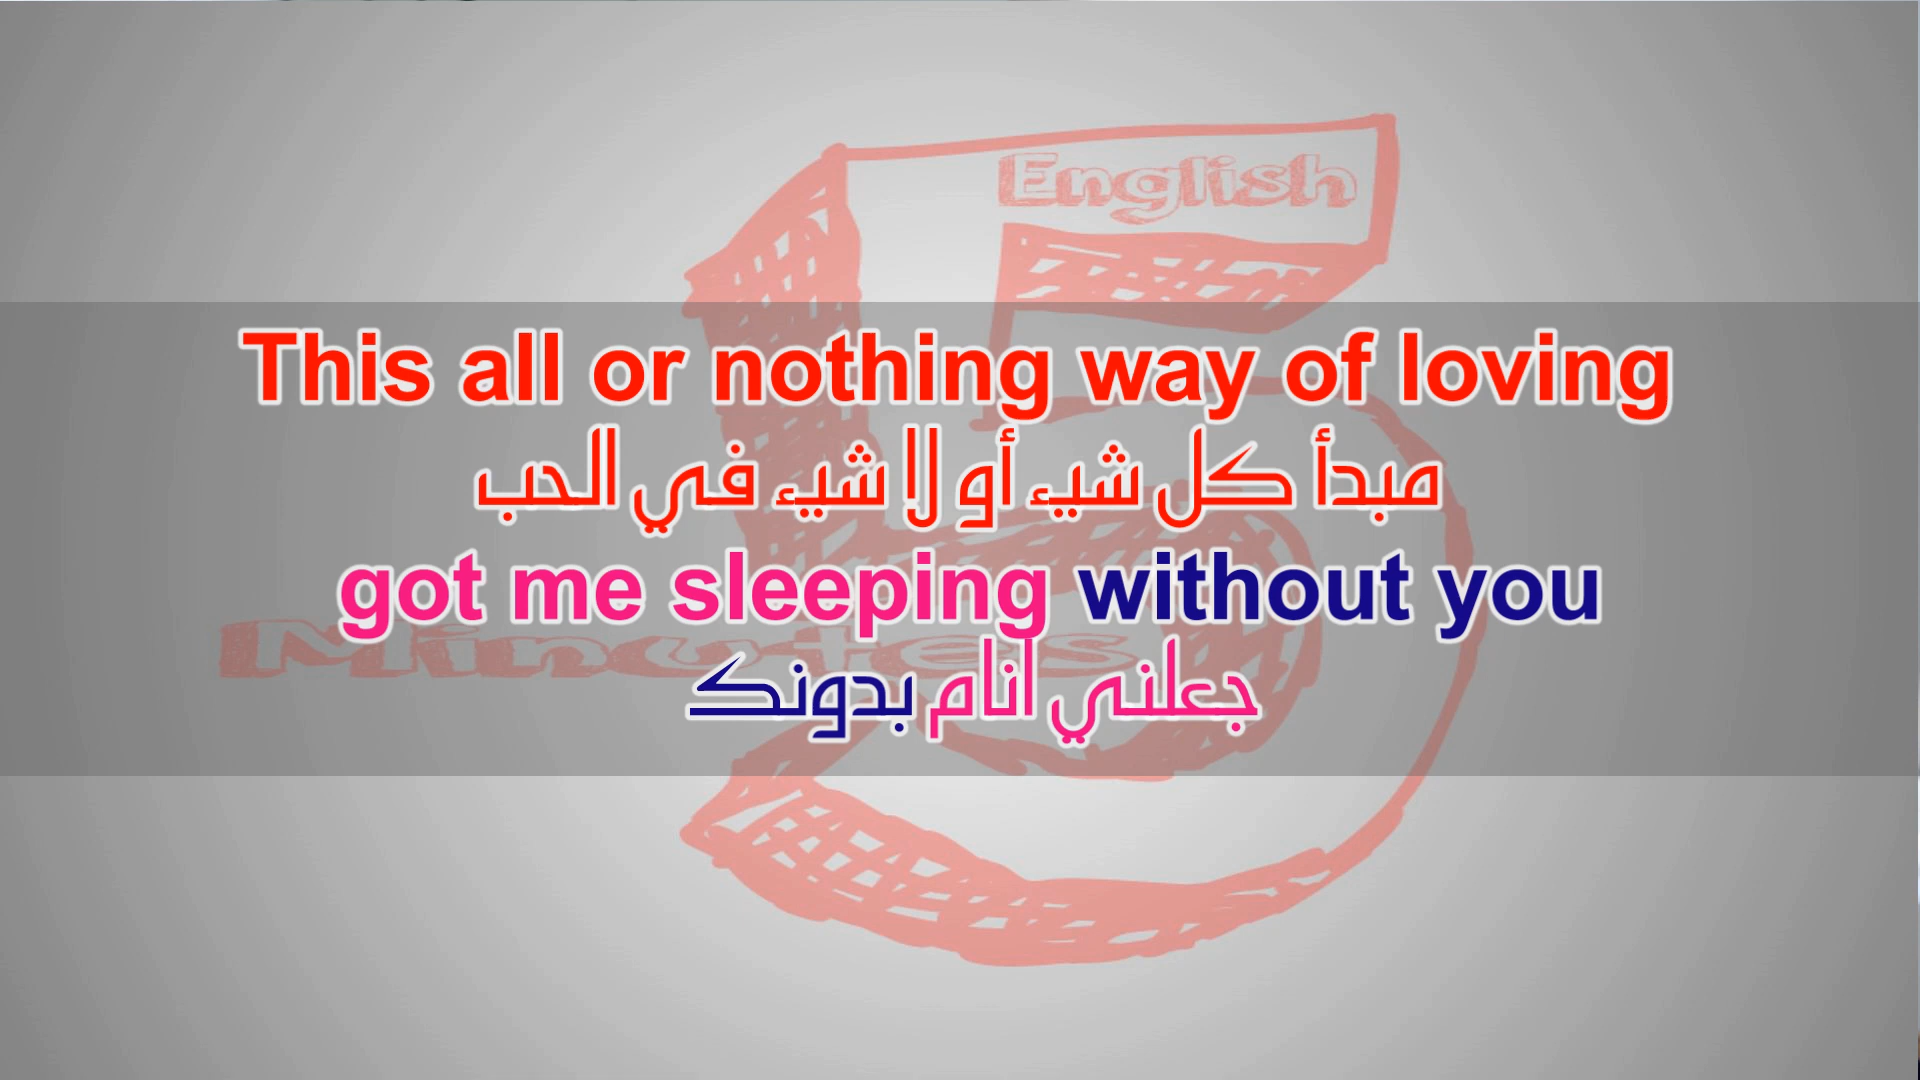 English
This all or nothing way of loving
مبدأ كل شيء أو لا شيء في الحب
got me sleeping without you
Minutes
جعلني انام بدونك